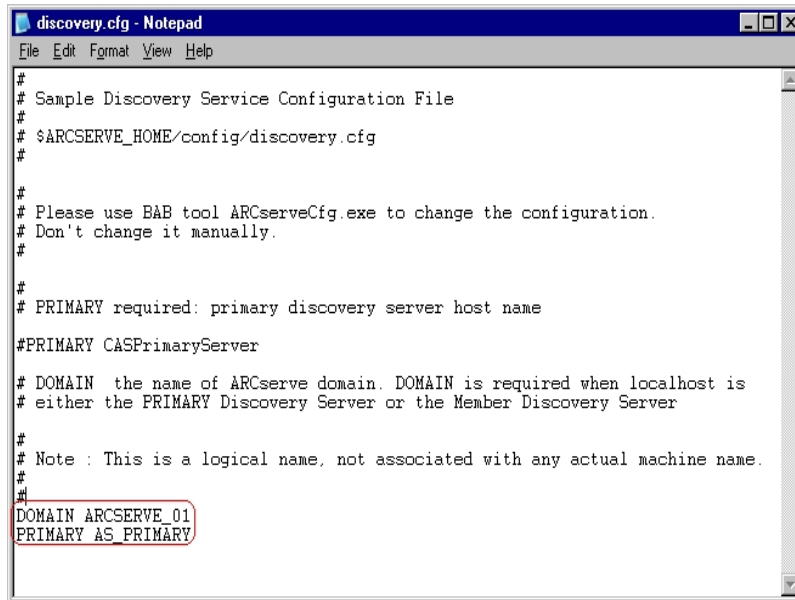 discovery.cfg - Notepad
File Edit Format View Help
#
# Sample Discovery Service Configuration File
#
# $ARCSERVE_HOME/config/discovery.cfg
#
#
# Please use BAB tool ARCserveCfg.exe to change the configuration.
# Don't change it manually.
#
#
# PRIMARY required: primary discovery server host name
#PRIMARY CASPrimaryServer
# DOMAIN  the name of ARCserve domain. DOMAIN is required when localhost is
# either the PRIMARY Discovery Server or the Member Discovery Server
#
# Note : This is a logical name, not associated with any actual machine name.
#
#
DOMAIN ARCSERVE_01
PRIMARY AS_PRIMARY